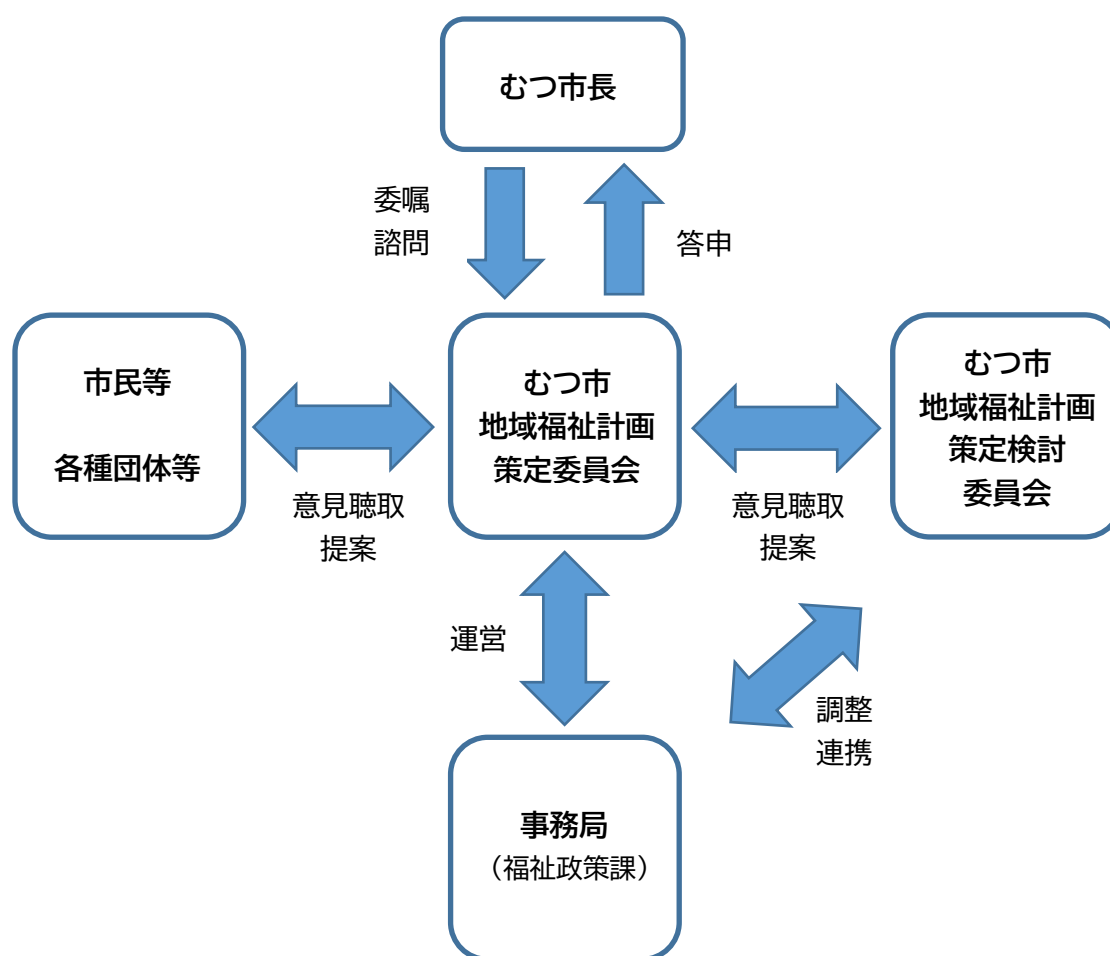 むつ市長
委嘱
諮問
答申
市民等
各種団体等
むつ市
地域福祉計画
策定委員会
むつ市
地域福祉計画
策定検討
委員会
意見聴取
提案
意見聴取
提案
運営
調整
連携
事務局
（福祉政策課）